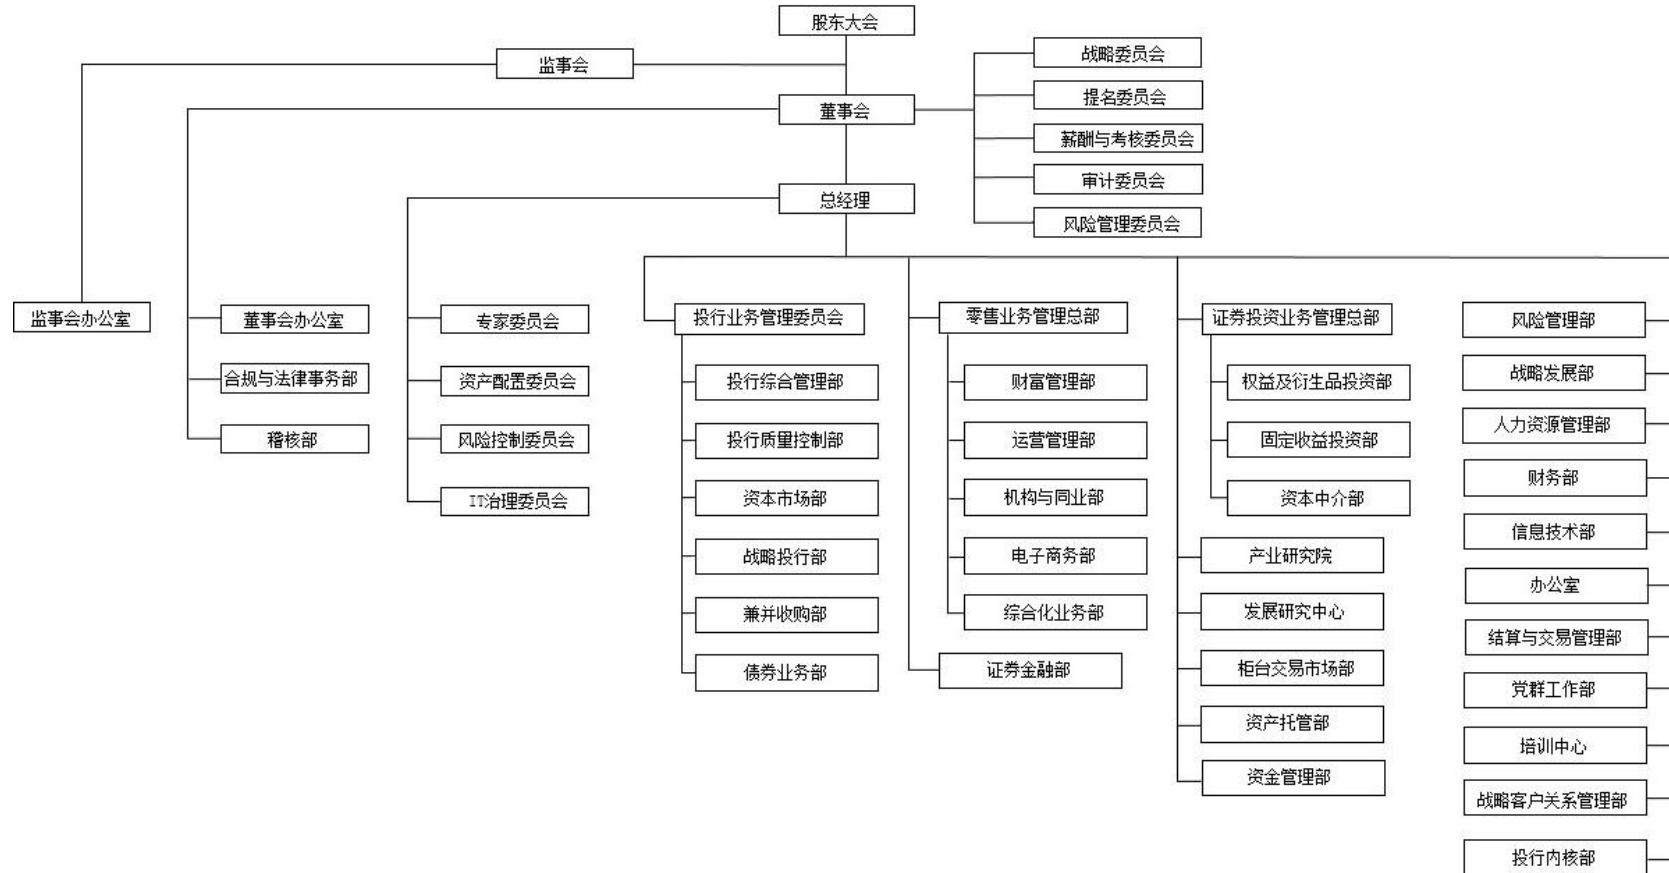 股东大会
监事会
董事会
战略委员会
提名委员会
薪酬与考核委员会
审计委员会
风险管理委员会
总经理
监事会办公室
董事会办公室
合规与法律事务部
稽核部
专家委员会
资产配置委员会
风险控制委员会
IT治理委员会
投行业务管理委员会
投行综合管理部
投行质量控制部
资本市场部
战略投行部
兼并收购部
债券业务部
零售业务管理总部
财富管理部
运营管理部
机构与同业部
电子商务部
综合化业务部
证券金融部
证券投资业务管理总部
权益及衍生品投资部
固定收益投资部
资本中介部
产业研究院
发展研究中心
柜台交易市场部
资产托管部
资金管理部
风险管理部
战略发展部
人力资源管理部
财务部
信息技术部
办公室
结算与交易管理部
党群工作部
培训中心
战略客户关系管理部
投行内核部